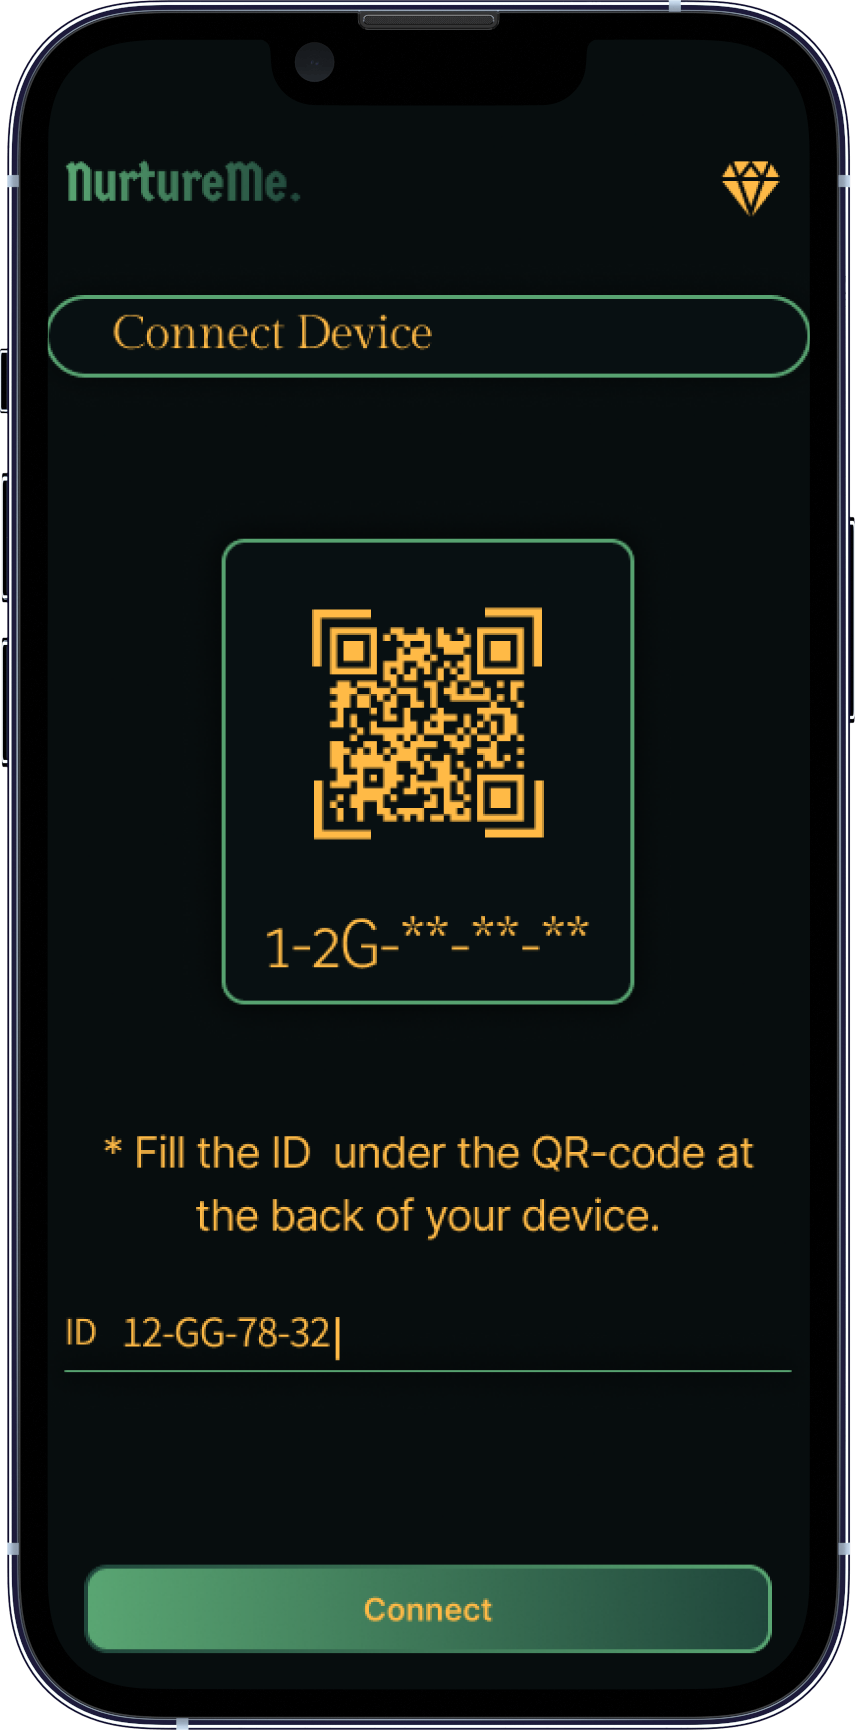 NurtureMe.
Connect Device
1-2G-**-**-**
* Fill the ID under the QR-code at
the back of your device.
ID 12-GG-78-32
Connect